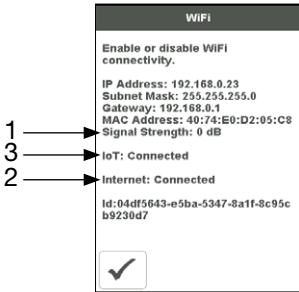 WiFi
Enable or disable WiFi
connectivity.
IP Address: 192.168.0.23
Subnet Mask: 255.255.255.0
Gateway: 192.168.0.1
MAC Address: 40:74:E0:D2:05:C8
1
Signal Strength: 0 dB
3
IoT: Connected
2
Internet: Connected
Id:04df5643-e5ba-5347-8a1f-8c95c
b9230d7